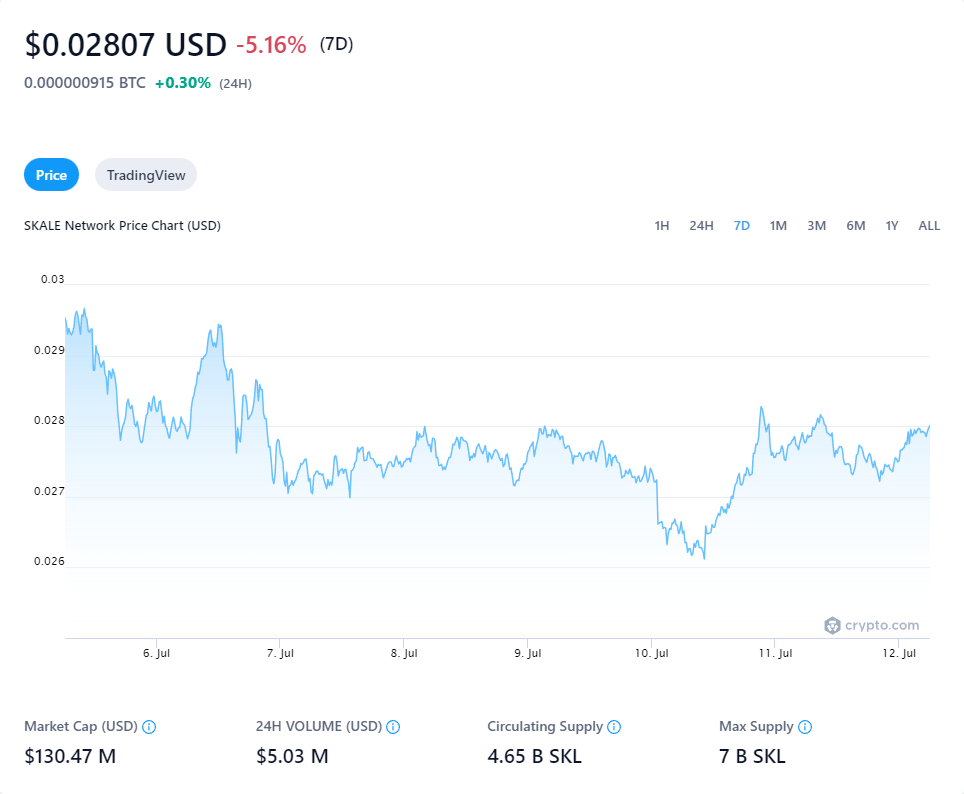 $0.02807 USD -5.16% (7D)
0.000000915 BTC +0.30% (24H)
Price TradingView
SKALE Network Price Chart (USD) 1H 24H 7D 1M 3M 6M 1Y ALL
0.03
0.029
0.028
0.027
0.026
crypto.com
6. Jul 7. Jul 8. Jul 9. Jul 10. Jul 11. Jul 12. Jul
Market Cap (USD) 24H VOLUME (USD) Circulating Supply Max Supply
$130.47 M $5.03 M 4.65 B SKL 7 B SKL